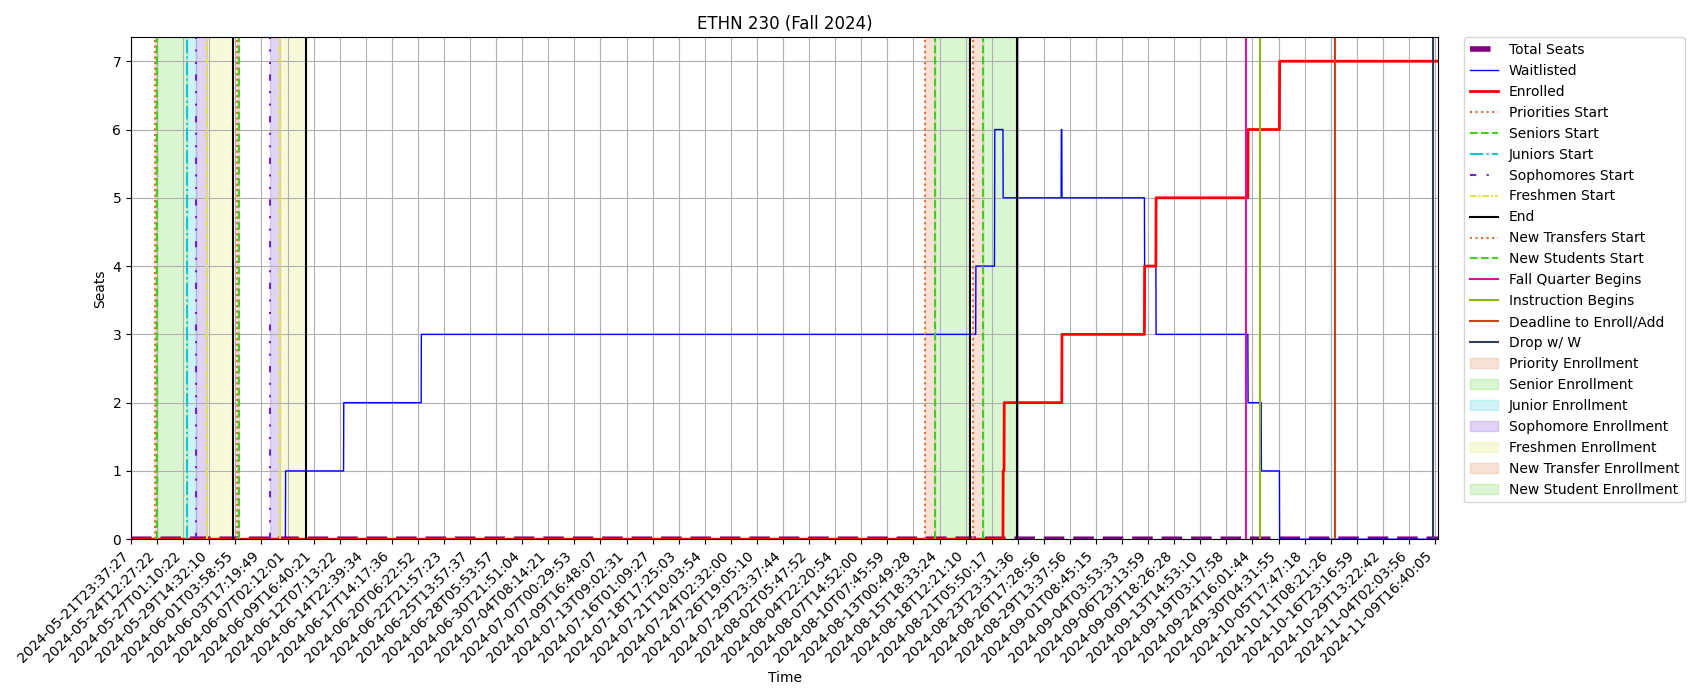 ETHN 230 (Fall 2024)
Seats
7
6
5
4
3
2
1
0
2024-05-21T23:37:27
2024-05-24T12:27:22
2024-05-27T01:10:22
2024-05-29T14:32:10
2024-06-01T03:58:55
2024-06-03T17:19:49
2024-06-07T02:12:01
2024-06-09T16:40:21
2024-06-12T07:13:22
2024-06-14T22:39:34
2024-06-17T14:17:36
2024-06-20T06:22:52
2024-06-22T21:57:23
2024-06-25T13:57:37
2024-06-28T05:53:57
2024-06-30T21:51:04
2024-07-04T08:14:21
2024-07-07T00:29:53
2024-07-09T16:48:07
2024-07-13T09:02:31
2024-07-16T01:09:27
2024-07-18T17:25:03
2024-07-21T10:03:54
2024-07-24T02:32:00
2024-07-26T19:05:10
2024-07-29T23:37:44
2024-08-02T05:47:52
2024-08-04T22:20:54
2024-08-07T14:52:00
2024-08-10T07:45:59
2024-08-13T00:49:28
2024-08-15T18:33:24
2024-08-18T12:21:10
2024-08-21T05:50:17
2024-08-23T23:31:36
2024-08-26T17:28:56
2024-08-29T13:37:56
2024-09-01T08:45:15
2024-09-04T03:53:33
2024-09-06T23:13:59
2024-09-09T18:26:28
2024-09-13T14:53:10
2024-09-19T03:17:58
2024-09-24T16:01:44
2024-09-30T04:31:55
2024-10-05T17:47:18
2024-10-11T08:21:26
2024-10-16T23:16:59
2024-10-29T13:22:42
2024-11-04T02:03:56
2024-11-09T16:40:05
Time
Total Seats
Waitlisted
Enrolled
Priorities Start
Seniors Start
Juniors Start
Sophomores Start
Freshmen Start
End
New Transfers Start
New Students Start
Fall Quarter Begins
Instruction Begins
Deadline to Enroll/Add
Drop w/ W
Priority Enrollment
Senior Enrollment
Junior Enrollment
Sophomore Enrollment
Freshmen Enrollment
New Transfer Enrollment
New Student Enrollment